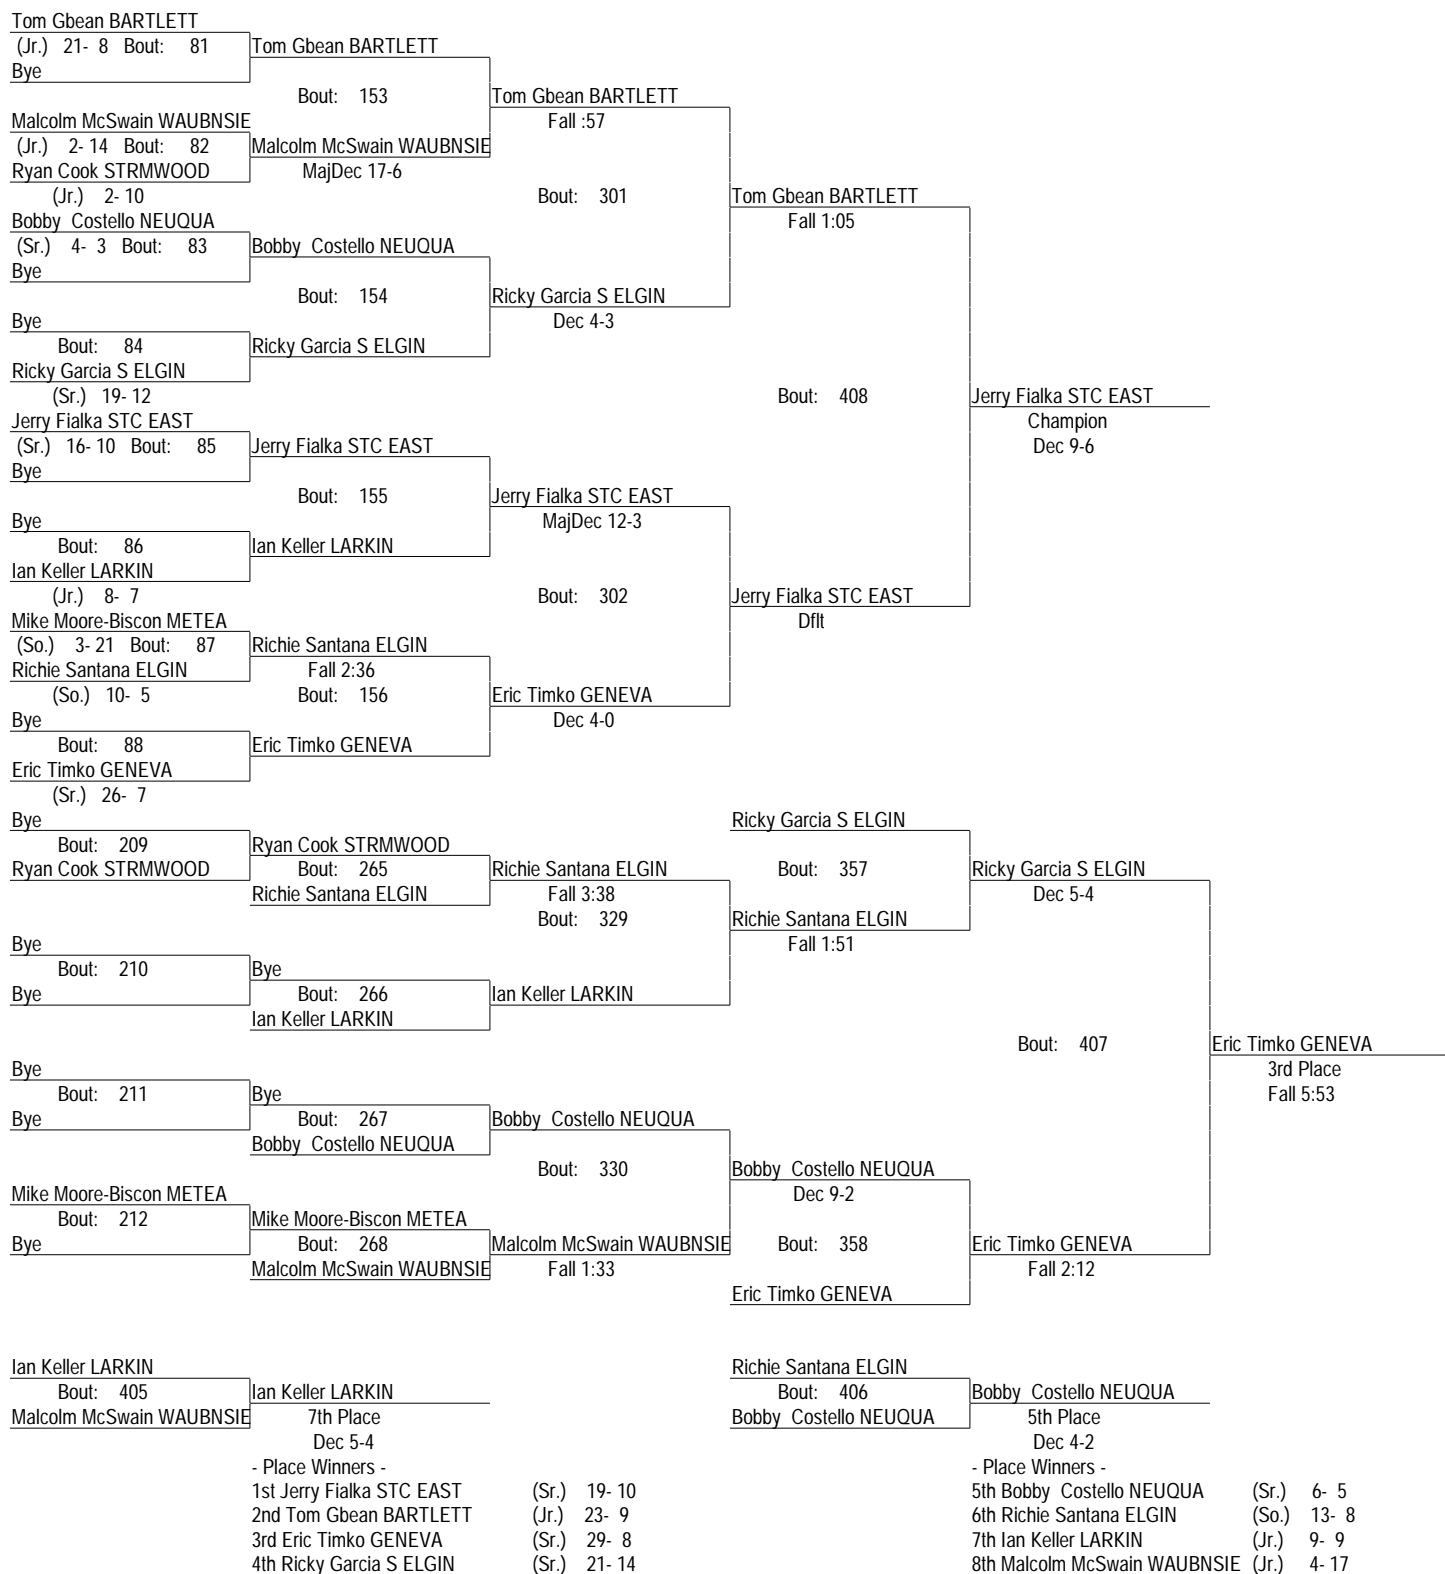 Tom Gbean BARTLETT
(Jr.) 21- 8 Bout: 81 Tom Gbean BARTLETT
Bye
Bout: 153 Tom Gbean BARTLETT
Malcolm McSwain WAUBNSIE Fall :57
(Jr.) 2- 14 Bout: 82 Malcolm McSwain WAUBNSIE
Ryan Cook STRMWOOD MajDec 17-6
(Jr.) 2- 10 Bout: 301 Tom Gbean BARTLETT
Bobby Costello NEUQUA Fall 1:05
(Sr.) 4- 3 Bout: 83 Bobby Costello NEUQUA
Bye
Bout: 154 Ricky Garcia S ELGIN
Bye Dec 4-3
Bout: 84 Ricky Garcia S ELGIN
Ricky Garcia S ELGIN
(Sr.) 19- 12 Bout: 408 Jerry Fialka STC EAST
Jerry Fialka STC EAST Champion
(Sr.) 16- 10 Bout: 85 Jerry Fialka STC EAST Dec 9-6
Bye
Bout: 155 Jerry Fialka STC EAST
Bye MajDec 12-3
Bout: 86 Ian Keller LARKIN
Ian Keller LARKIN
(Jr.) 8- 7 Bout: 302 Jerry Fialka STC EAST
Mike Moore-Biscon METEA Dflt
(So.) 3- 21 Bout: 87 Richie Santana ELGIN
Richie Santana ELGIN Fall 2:36
(So.) 10- 5 Bout: 156 Eric Timko GENEVA
Bye Dec 4-0
Bout: 88 Eric Timko GENEVA
Eric Timko GENEVA
(Sr.) 26- 7
Bye Ricky Garcia S ELGIN
Bout: 209 Ryan Cook STRMWOOD
Ryan Cook STRMWOOD Bout: 265 Richie Santana ELGIN Bout: 357 Ricky Garcia S ELGIN
Richie Santana ELGIN Fall 3:38 Dec 5-4
Bout: 329 Richie Santana ELGIN
Bye Fall 1:51
Bout: 210 Bye
Bye Bout: 266 Ian Keller LARKIN
Ian Keller LARKIN
Bout: 407 Eric Timko GENEVA
Bye 3rd Place
Bout: 211 Bye Fall 5:53
Bye Bout: 267 Bobby Costello NEUQUA
Bobby Costello NEUQUA
Bout: 330 Bobby Costello NEUQUA
Mike Moore-Biscon METEA Dec 9-2
Bout: 212 Mike Moore-Biscon METEA
Bye Bout: 268 Malcolm McSwain WAUBNSIE Bout: 358 Eric Timko GENEVA
Malcolm McSwain WAUBNSIE Fall 1:33 Fall 2:12
Eric Timko GENEVA
Ian Keller LARKIN Richie Santana ELGIN
Bout: 405 Ian Keller LARKIN Bout: 406 Bobby Costello NEUQUA
Malcolm McSwain WAUBNSIE 7th Place Bobby Costello NEUQUA 5th Place
Dec 5-4 Dec 4-2
- Place Winners - - Place Winners -
1st Jerry Fialka STC EAST (Sr.) 19- 10 5th Bobby Costello NEUQUA (Sr.) 6- 5
2nd Tom Gbean BARTLETT (Jr.) 23- 9 6th Richie Santana ELGIN (So.) 13- 8
3rd Eric Timko GENEVA (Sr.) 29- 8 7th Ian Keller LARKIN (Jr.) 9- 9
4th Ricky Garcia S ELGIN (Sr.) 21- 14 8th Malcolm McSwain WAUBNSIE (Jr.) 4- 17